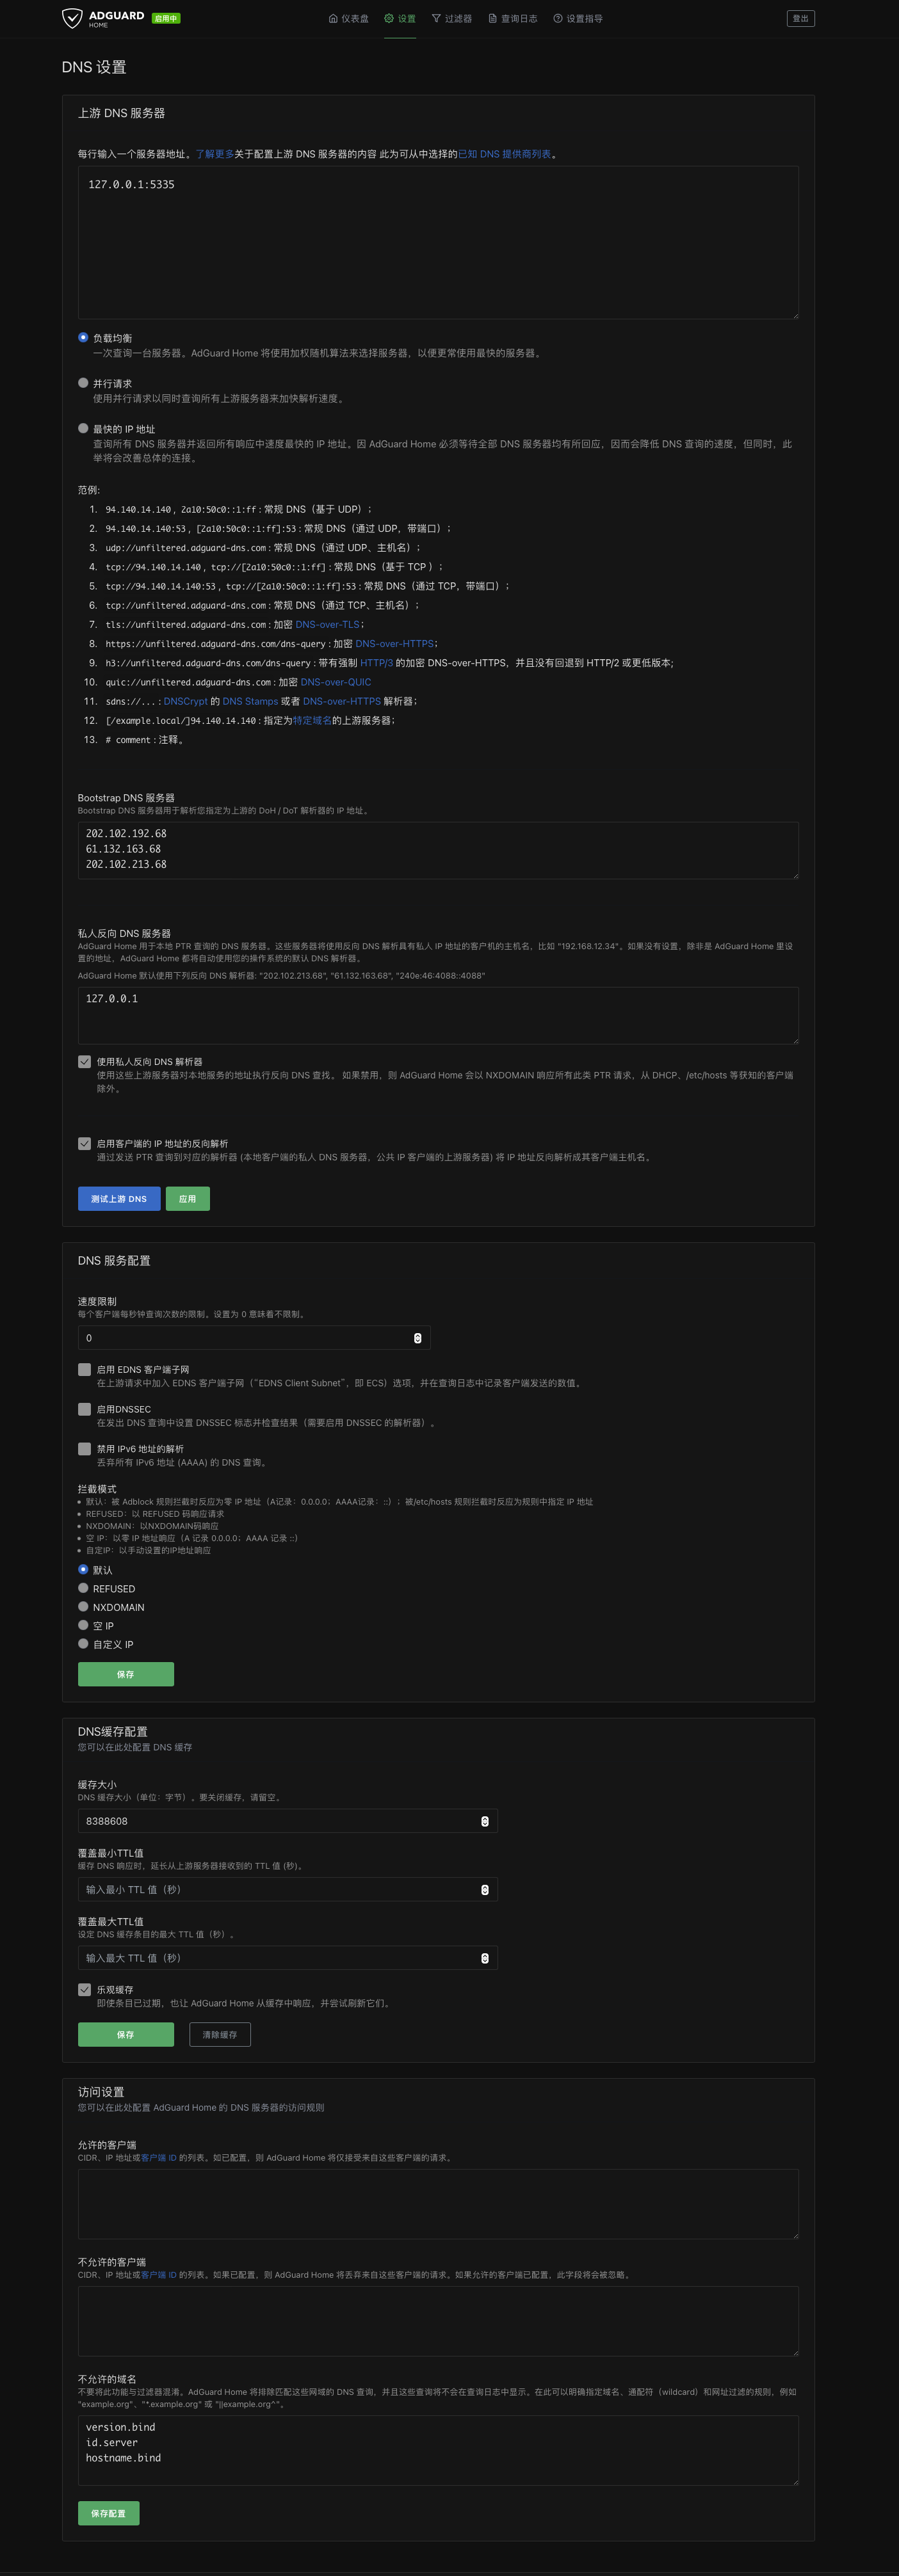 ADGUARD
HOME
启用中
仪表盘
设置
过滤器
查询日志
设置指导
登出
DNS 设置
上游 DNS 服务器
每行输入一个服务器地址。了解更多关于配置上游 DNS 服务器的内容 此为可从中选择的已知 DNS 提供商列表。
127.0.0.1:5335
负载均衡
一次查询一台服务器。AdGuard Home 将使用加权随机算法来选择服务器，以便更常使用最快的服务器。
并行请求
使用并行请求以同时查询所有上游服务器来加快解析速度。
最快的 IP 地址
查询所有 DNS 服务器并返回所有响应中速度最快的 IP 地址。因 AdGuard Home 必须等待全部 DNS 服务器均有所回应，因而会降低 DNS 查询的速度，但同时，此
举将会改善总体的连接。
范例:
1. 94.140.14.140, 2a10:50c0::1:ff : 常规 DNS（基于 UDP）;
2. 94.140.14.140:53, [2a10:50c0::1:ff]:53 : 常规 DNS（通过 UDP，带端口）;
3. udp://unfiltered.adguard-dns.com : 常规 DNS（通过 UDP、主机名）;
4. tcp://94.140.14.140, tcp://[2a10:50c0::1:ff] : 常规 DNS（基于 TCP ）;
5. tcp://94.140.14.140:53, tcp://[2a10:50c0::1:ff]:53 : 常规 DNS（通过 TCP，带端口）;
6. tcp://unfiltered.adguard-dns.com : 常规 DNS（通过 TCP、主机名）;
7. tls://unfiltered.adguard-dns.com : 加密 DNS-over-TLS;
8. https://unfiltered.adguard-dns.com/dns-query : 加密 DNS-over-HTTPS;
9. h3://unfiltered.adguard-dns.com/dns-query : 带有强制 HTTP/3 的加密 DNS-over-HTTPS，并且没有回退到 HTTP/2 或更低版本;
10. quic://unfiltered.adguard-dns.com : 加密 DNS-over-QUIC
11. sdns://... : DNSCrypt 的 DNS Stamps 或者 DNS-over-HTTPS 解析器;
12. [/example.local/]94.140.14.140 : 指定为特定域名的上游服务器;
13. # comment : 注释。
Bootstrap DNS 服务器
Bootstrap DNS 服务器用于解析您指定为上游的 DoH / DoT 解析器的 IP 地址。
202.102.192.68
61.132.163.68
202.102.213.68
私人反向 DNS 服务器
AdGuard Home 用于本地 PTR 查询的 DNS 服务器。这些服务器将使用反向 DNS 解析具有私人 IP 地址的客户机的主机名，比如 "192.168.12.34"。如果没有设置，除非是 AdGuard Home 里设
置的地址，AdGuard Home 都将自动使用您的操作系统的默认 DNS 解析器。
AdGuard Home 默认使用下列反向 DNS 解析器: "202.102.213.68", "61.132.163.68", "240e:46:4088::4088"
127.0.0.1
使用私人反向 DNS 解析器
使用这些上游服务器对本地服务的地址执行反向 DNS 查找。 如果禁用，则 AdGuard Home 会以 NXDOMAIN 响应所有此类 PTR 请求，从 DHCP、/etc/hosts 等获知的客户端
除外。
启用客户端的 IP 地址的反向解析
通过发送 PTR 查询到对应的解析器 (本地客户端的私人 DNS 服务器，公共 IP 客户端的上游服务器) 将 IP 地址反向解析成其客户端主机名。
测试上游 DNS
应用
DNS 服务配置
速度限制
每个客户端每秒钟查询次数的限制。设置为 0 意味着不限制。
0
启用 EDNS 客户端子网
在上游请求中加入 EDNS 客户端子网（“EDNS Client Subnet”，即 ECS）选项，并在查询日志中记录客户端发送的数值。
启用DNSSEC
在发出 DNS 查询中设置 DNSSEC 标志并检查结果（需要启用 DNSSEC 的解析器）。
禁用 IPv6 地址的解析
丢弃所有 IPv6 地址 (AAAA) 的 DNS 查询。
拦截模式
• 默认：被 Adblock 规则拦截时反应为零 IP 地址（A记录：0.0.0.0；AAAA记录：::）；被/etc/hosts 规则拦截时反应为规则中指定 IP 地址
• REFUSED：以 REFUSED 码响应请求
• NXDOMAIN：以NXDOMAIN码响应
• 空 IP：以零 IP 地址响应（A 记录 0.0.0.0；AAAA 记录 ::）
• 自定IP：以手动设置的IP地址响应
默认
REFUSED
NXDOMAIN
空 IP
自定义 IP
保存
DNS缓存配置
您可以在此处配置 DNS 缓存
缓存大小
DNS 缓存大小（单位：字节）。要关闭缓存，请留空。
8388608
覆盖最小TTL值
缓存 DNS 响应时，延长从上游服务器接收到的 TTL 值 (秒)。
输入最小 TTL 值（秒）
覆盖最大TTL值
设定 DNS 缓存条目的最大 TTL 值（秒）。
输入最大 TTL 值（秒）
乐观缓存
即使条目已过期，也让 AdGuard Home 从缓存中响应，并尝试刷新它们。
保存
清除缓存
访问设置
您可以在此处配置 AdGuard Home 的 DNS 服务器的访问规则
允许的客户端
CIDR、IP 地址或客户端 ID 的列表。如已配置，则 AdGuard Home 将仅接受来自这些客户端的请求。
不允许的客户端
CIDR、IP 地址或客户端 ID 的列表。如果已配置，则 AdGuard Home 将丢弃来自这些客户端的请求。如果允许的客户端已配置，此字段将会被忽略。
不允许的域名
不要将此功能与过滤器混淆。AdGuard Home 将排除匹配这些网域的 DNS 查询，并且这些查询将不会在查询日志中显示。在此可以明确指定域名、通配符（wildcard）和网址过滤的规则，例如
"example.org"、"*.example.org" 或 "||example.org^"。
version.bind
id.server
hostname.bind
保存配置